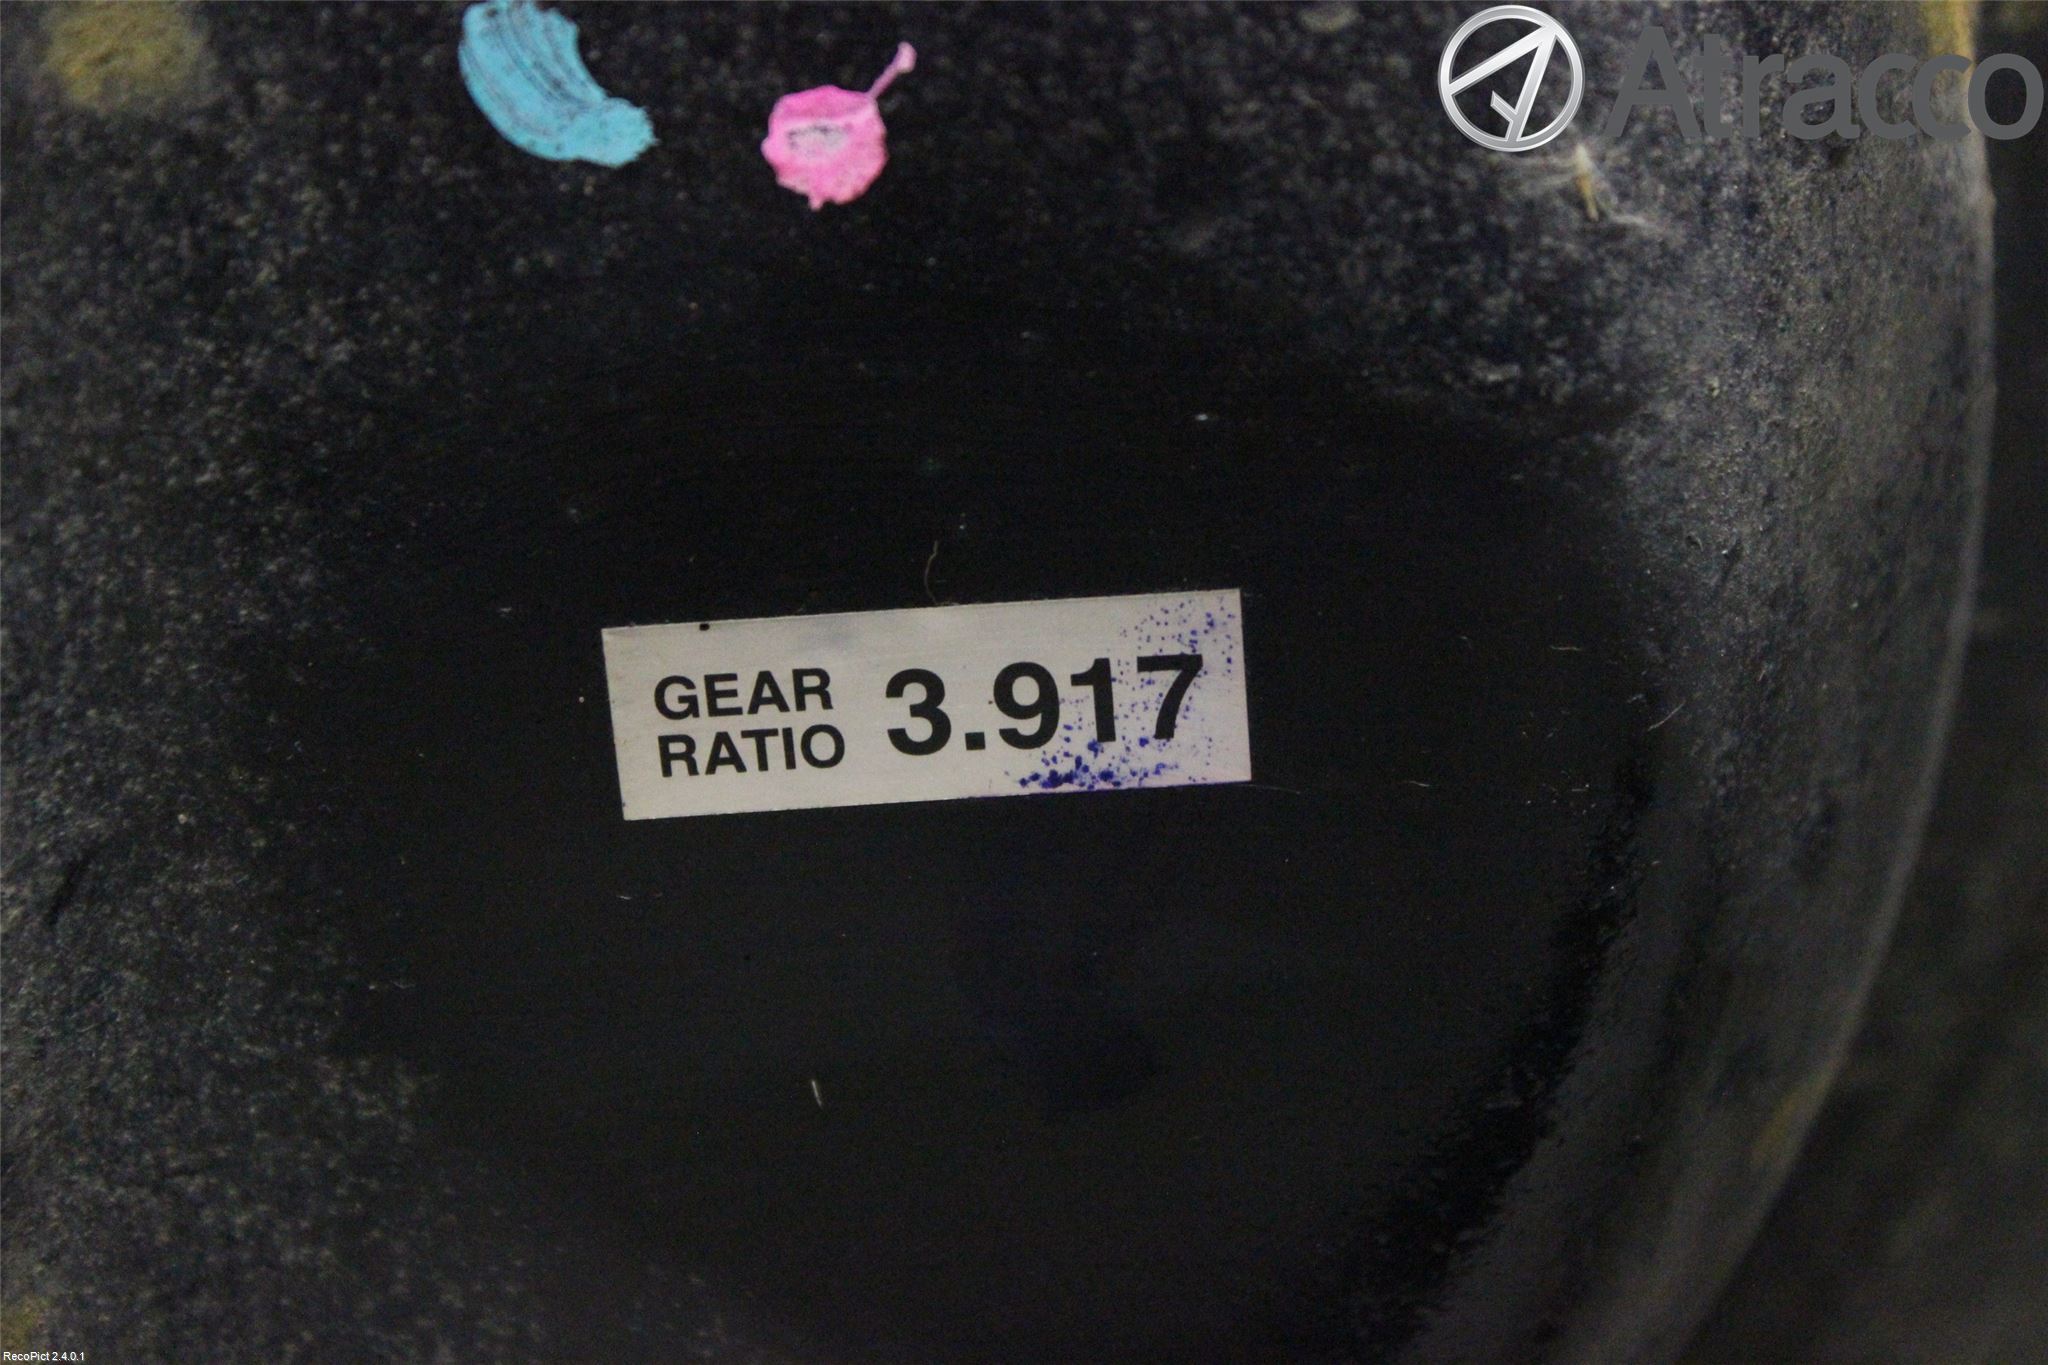 Atracco
GEAR
RATIO 3.917
RecoPict 2.4.0.1